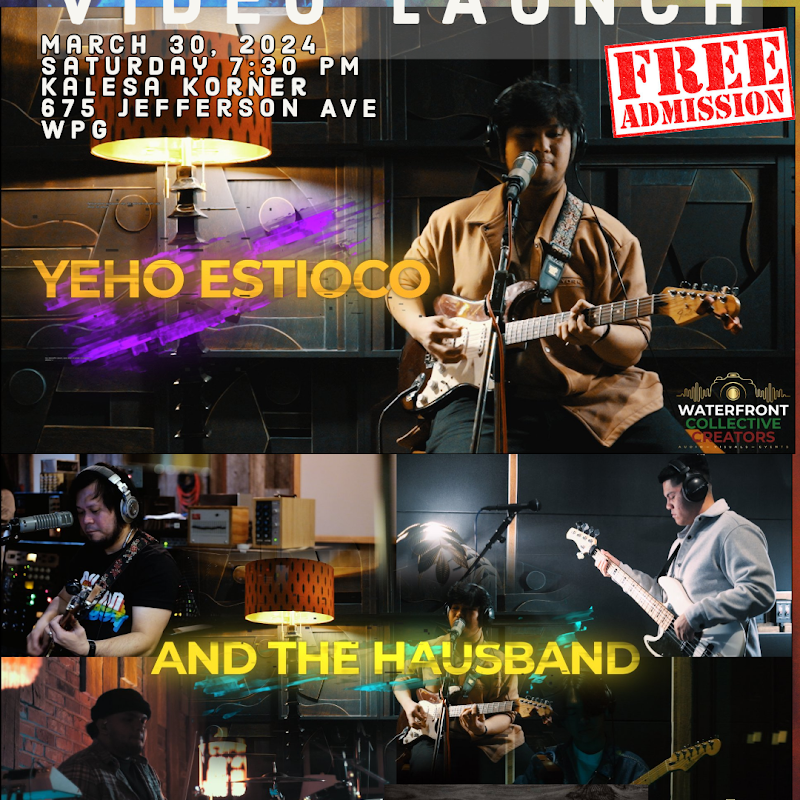 VIDEO LAUNCH
MARCH 30, 2024
SATURDAY 7:30 PM
KALESA KORNER
675 JEFFERSON AVE
WPG
FREE
ADMISSION
YEHO ESTIOCO
WATERFRONT
COLLECTIVE
CREATORS
AND THE HAUSBAND